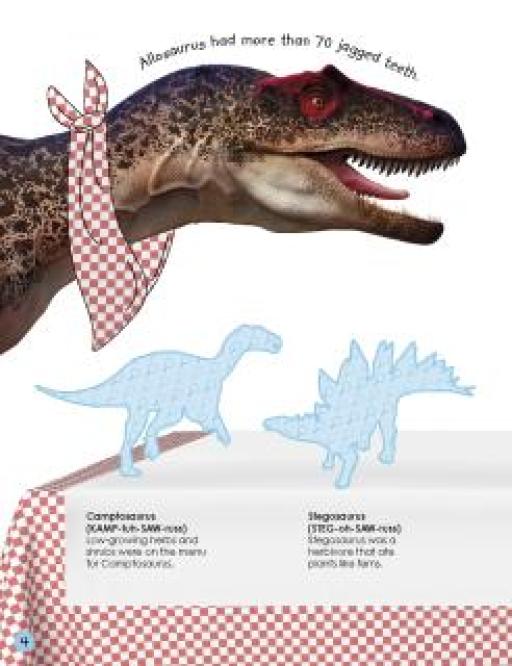 Allosaurus had more than 70 jagged teeth.
Camptosaurus
(KAMP-tuh-SAW-russ)
Low-growing herbs and
shrubs were on the menu
for Camptosaurus.
Stegosaurus
(STEG-oh-SAW-russ)
Stegosaurus was a
herbivore that ate
plants like ferns.
4